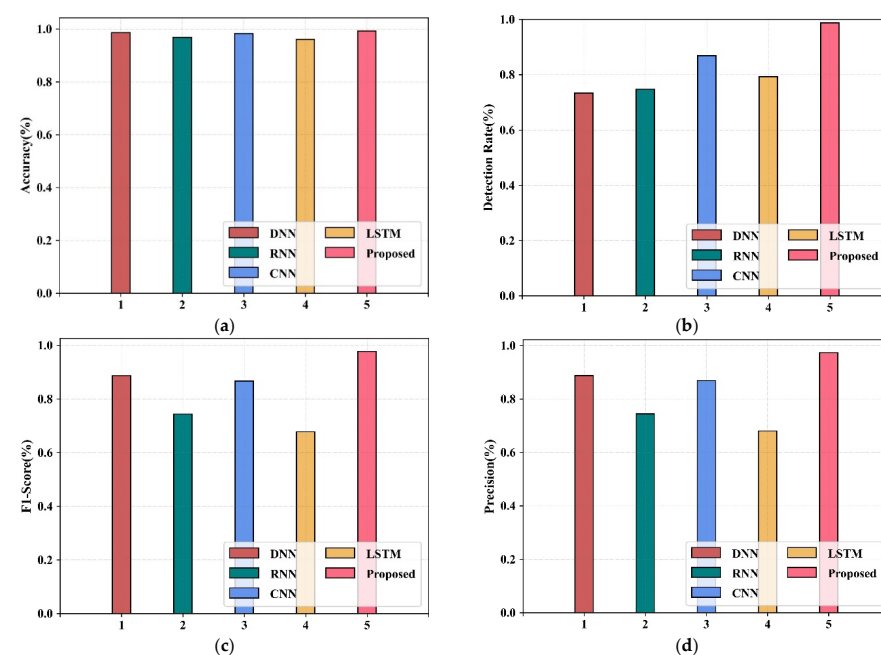 Accuracy(%)
1.0
0.8
0.6
0.4
0.2
0.0
DNN
LSTM
RNN
Proposed
CNN
1 2 3 4 5
(a)
Detection Rate(%)
1.0
0.8
0.6
0.4
0.2
0.0
DNN
LSTM
RNN
Proposed
CNN
1 2 3 4 5
(b)
F1-Score(%)
1.0
0.8
0.6
0.4
0.2
0.0
DNN
LSTM
RNN
Proposed
CNN
1 2 3 4 5
(c)
Precision(%)
1.0
0.8
0.6
0.4
0.2
0.0
DNN
LSTM
RNN
Proposed
CNN
1 2 3 4 5
(d)